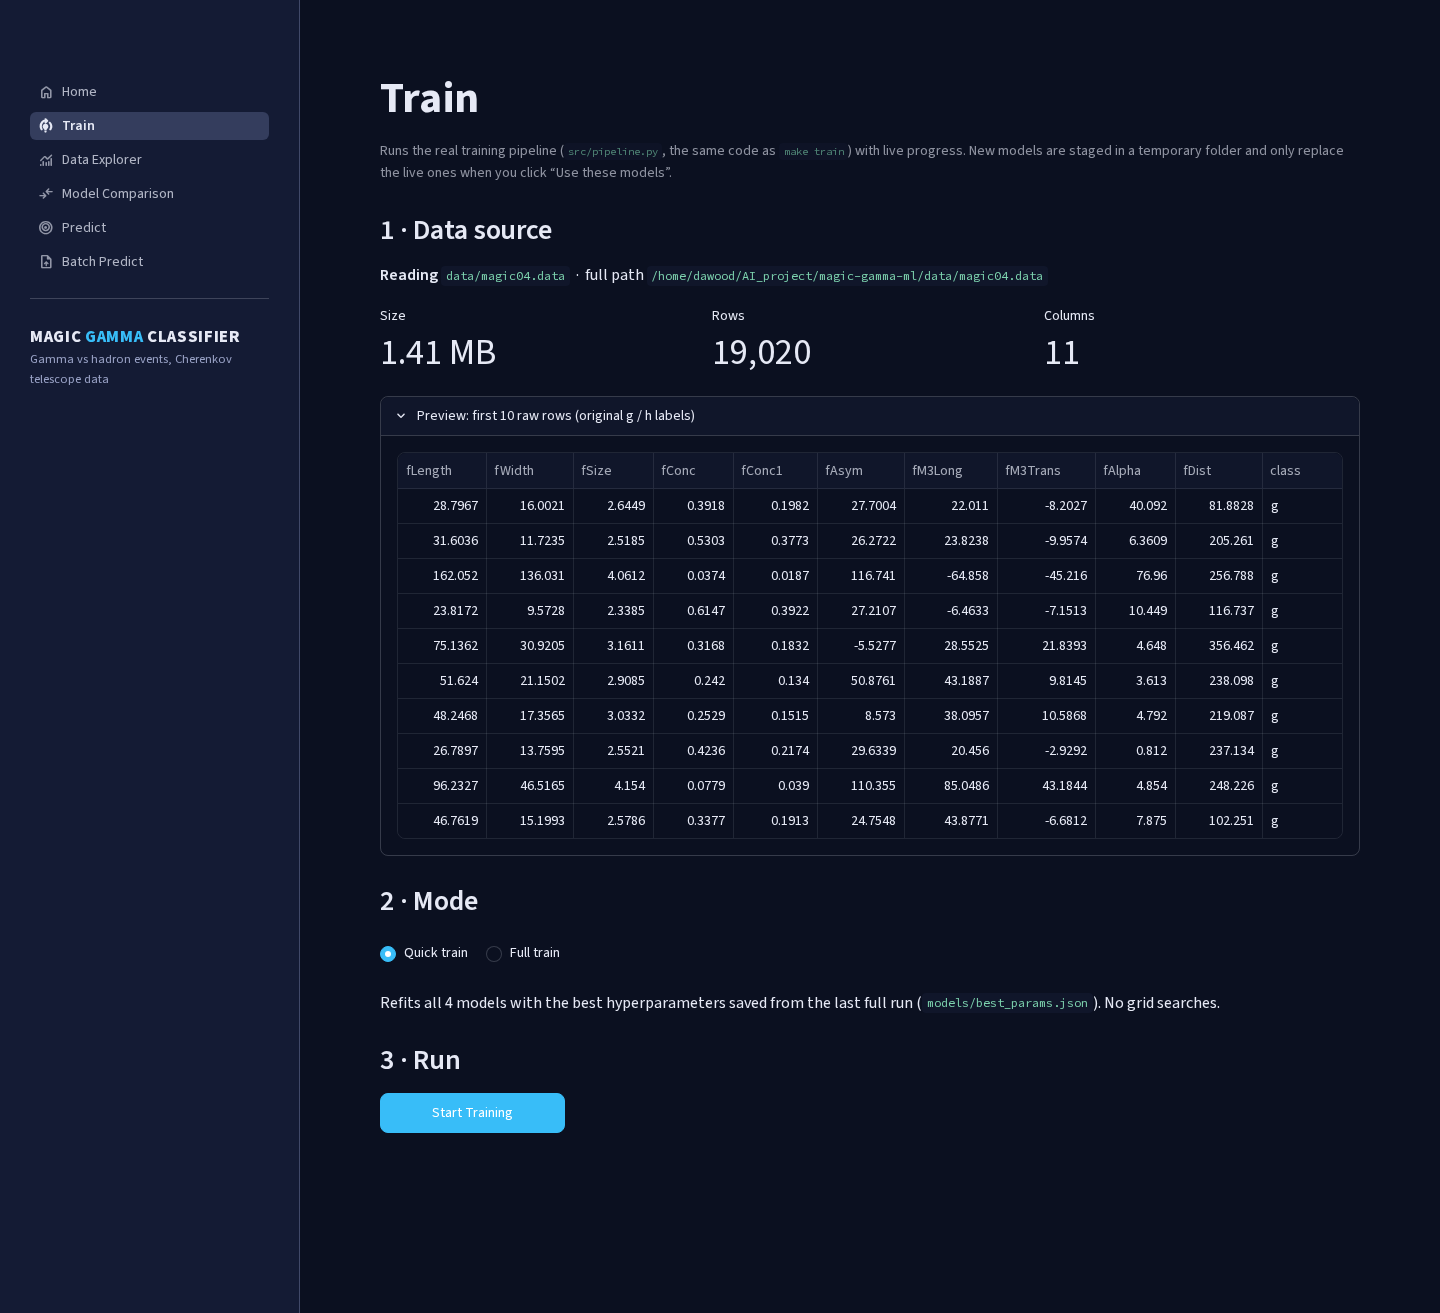 Home
Train
Data Explorer
Model Comparison
Predict
Batch Predict
MAGIC GAMMA CLASSIFIER
Gamma vs hadron events, Cherenkov
telescope data
Train
Runs the real training pipeline ( src/pipeline.py , the same code as make train ) with live progress. New models are staged in a temporary folder and only replace
the live ones when you click “Use these models”.
1 · Data source
Reading data/magic04.data · full path /home/dawood/AI_project/magic-gamma-ml/data/magic04.data
Size Rows Columns
1.41 MB 19,020 11
Preview: first 10 raw rows (original g / h labels)
fLength fWidth fSize fConc fConc1 fAsym fM3Long fM3Trans fAlpha fDist class
28.7967 16.0021 2.6449 0.3918 0.1982 27.7004 22.011 -8.2027 40.092 81.8828 g
31.6036 11.7235 2.5185 0.5303 0.3773 26.2722 23.8238 -9.9574 6.3609 205.261 g
162.052 136.031 4.0612 0.0374 0.0187 116.741 -64.858 -45.216 76.96 256.788 g
23.8172 9.5728 2.3385 0.6147 0.3922 27.2107 -6.4633 -7.1513 10.449 116.737 g
75.1362 30.9205 3.1611 0.3168 0.1832 -5.5277 28.5525 21.8393 4.648 356.462 g
51.624 21.1502 2.9085 0.242 0.134 50.8761 43.1887 9.8145 3.613 238.098 g
48.2468 17.3565 3.0332 0.2529 0.1515 8.573 38.0957 10.5868 4.792 219.087 g
26.7897 13.7595 2.5521 0.4236 0.2174 29.6339 20.456 -2.9292 0.812 237.134 g
96.2327 46.5165 4.154 0.0779 0.039 110.355 85.0486 43.1844 4.854 248.226 g
46.7619 15.1993 2.5786 0.3377 0.1913 24.7548 43.8771 -6.6812 7.875 102.251 g
2 · Mode
Quick train Full train
Refits all 4 models with the best hyperparameters saved from the last full run ( models/best_params.json ). No grid searches.
3 · Run
Start Training